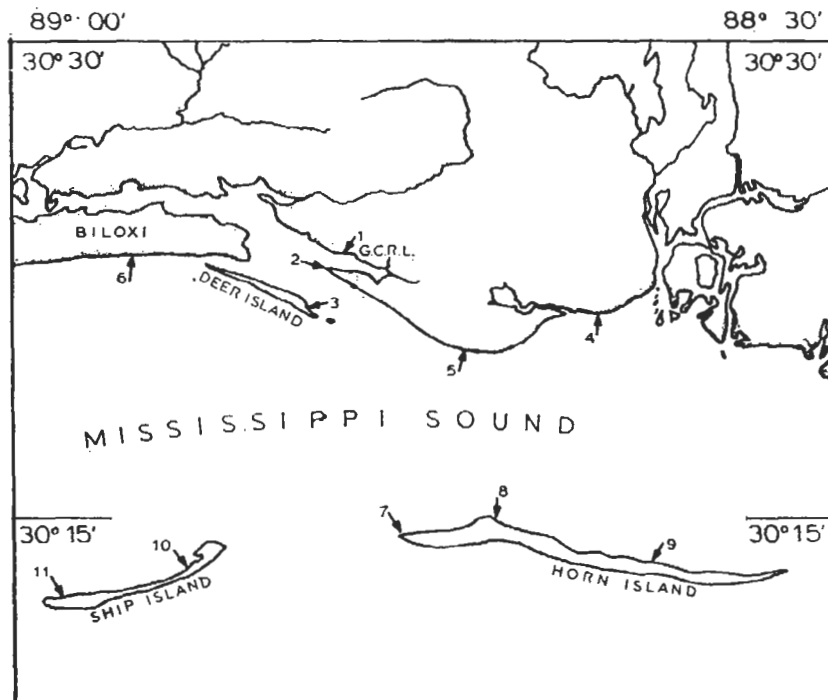 89° 00′
88° 30′
30° 30′
30° 30′
BILOXI
1
G.C.R.L.
2
6
DEER ISLAND
3
4
5
MISSISSIPPI SOUND
7
8
30° 15′
30° 15′
10
9
11
SHIP ISLAND
HORN ISLAND